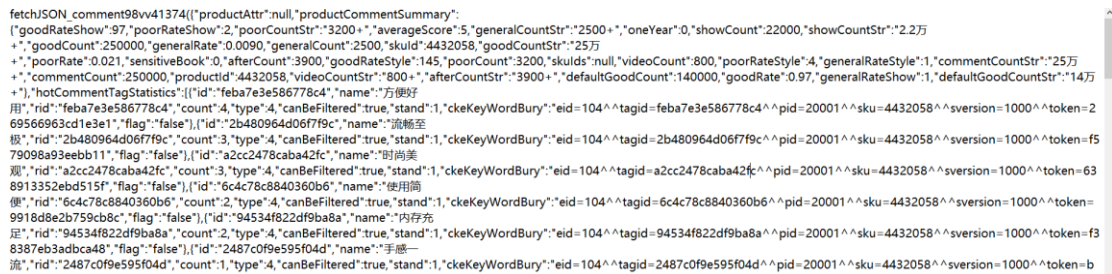 fetchJSON_comment98vv41374({"productAttr":null,"productCommentSummary":
{"goodRateShow":97,"poorRateShow":2,"poorCountStr":"3200+","averageScore":5,"generalCountStr":"2500+","oneYear":0,"showCount":22000,"showCountStr":"2.2万
+","goodCount":250000,"generalRate":0.0090,"generalCount":2500,"skuId":4432058,"goodCountStr":"25万
+","poorRate":0.021,"sensitiveBook":0,"afterCount":3900,"goodRateStyle":145,"poorCount":3200,"skuIds":null,"videoCount":800,"poorRateStyle":4,"generalRateStyle":1,"commentCountStr":"25万
+","commentCount":250000,"productId":4432058,"videoCountStr":"800+","afterCountStr":"3900+","defaultGoodCount":140000,"goodRate":0.97,"generalRateShow":1,"defaultGoodCountStr":"14万
+"},"hotCommentTagStatistics":[{"id":"feba7e3e586778c4","name":"方便好
用","rid":"feba7e3e586778c4","count":4,"type":4,"canBeFiltered":true,"stand":1,"ckeKeyWordBury":"eid=104^^tagid=feba7e3e586778c4^^pid=20001^^sku=4432058^^sversion=1000^^token=2
69566963cd1e3e1","flag":"false"},{"id":"2b480964d06f7f9c","name":"流畅至
极","rid":"2b480964d06f7f9c","count":3,"type":4,"canBeFiltered":true,"stand":1,"ckeKeyWordBury":"eid=104^^tagid=2b480964d06f7f9c^^pid=20001^^sku=4432058^^sversion=1000^^token=f5
79098a93eebb11","flag":"false"},{"id":"a2cc2478caba42fc","name":"时尚美
观","rid":"a2cc2478caba42fc","count":3,"type":4,"canBeFiltered":true,"stand":1,"ckeKeyWordBury":"eid=104^^tagid=a2cc2478caba42fc^^pid=20001^^sku=4432058^^sversion=1000^^token=63
8913352ebd515f","flag":"false"},{"id":"6c4c78c8840360b6","name":"使用简
便","rid":"6c4c78c8840360b6","count":2,"type":4,"canBeFiltered":true,"stand":1,"ckeKeyWordBury":"eid=104^^tagid=6c4c78c8840360b6^^pid=20001^^sku=4432058^^sversion=1000^^token=
9918d8e2b759cb8c","flag":"false"},{"id":"94534f822df9ba8a","name":"内存充
足","rid":"94534f822df9ba8a","count":2,"type":4,"canBeFiltered":true,"stand":1,"ckeKeyWordBury":"eid=104^^tagid=94534f822df9ba8a^^pid=20001^^sku=4432058^^sversion=1000^^token=f3
8387eb3adbca48","flag":"false"},{"id":"2487c0f9e595f04d","name":"手感一
流","rid":"2487c0f9e595f04d","count":1,"type":4,"canBeFiltered":true,"stand":1,"ckeKeyWordBury":"eid=104^^tagid=2487c0f9e595f04d^^pid=20001^^sku=4432058^^sversion=1000^^token=b